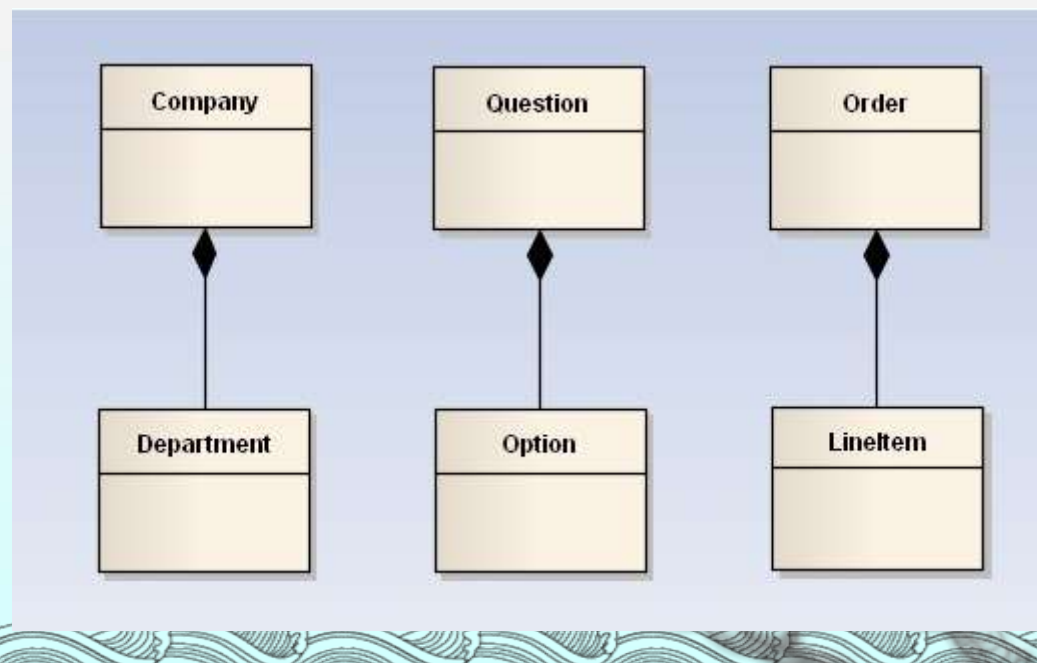 Company
Question
Order
Department
Option
LineItem